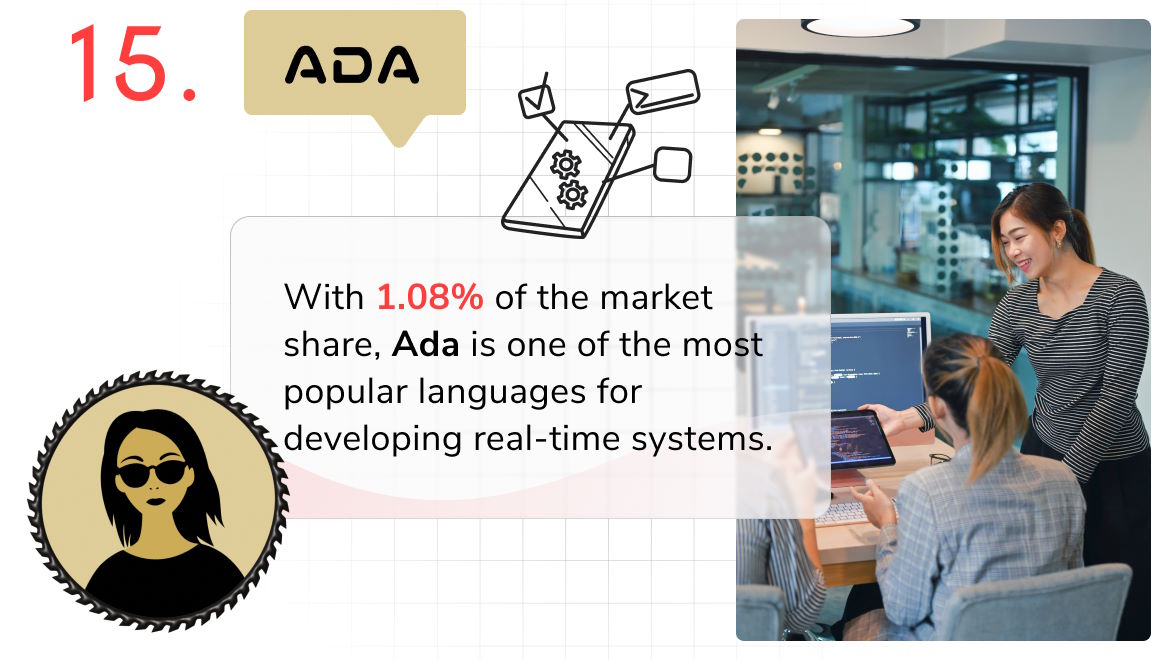 15.
ADA
With 1.08% of the market
share, Ada is one of the most
popular languages for
developing real-time systems.